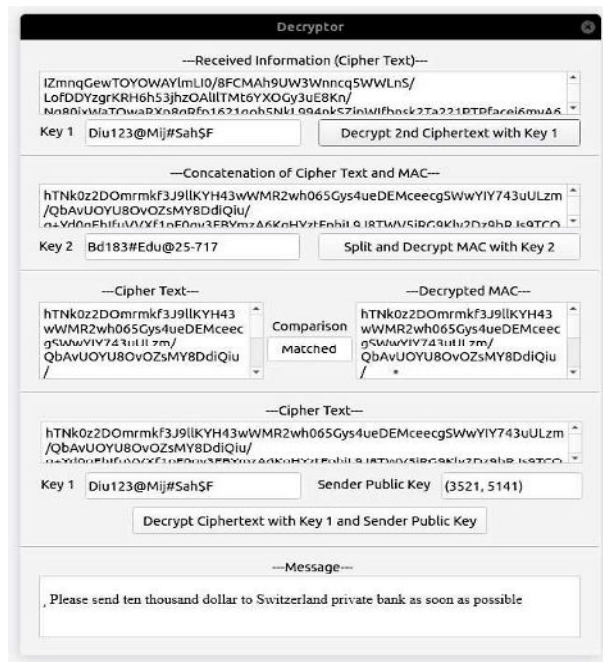 Decryptor
---Received Information (Cipher Text)---
IZmnqGewTOYOWAYlmLI0/8FCMAh9UW3Wnncq5WWLnS/
LofDDYzgrKRH6h53jhzOAlIlTMt6YXOGy3uE8Kn/
Key 1 Diu123@Mij#Sah$F Decrypt 2nd Ciphertext with Key 1
---Concatenation of Cipher Text and MAC---
hTNk0z2DOmrmkf3J9llKYH43wWMR2wh065Gys4ueDEMceecgSWwYIY743uULzm
/QbAvUOYU8OvOZsMY8DdiQiu/
Key 2 Bd183#Edu@25-717 Split and Decrypt MAC with Key 2
---Cipher Text---
hTNk0z2DOmrmkf3J9llKYH43
wWMR2wh065Gys4ueDEMceec
gSWwYIY743uULzm/
QbAvUOYU8OvOZsMY8DdiQiu
/
Comparison
Matched
---Decrypted MAC---
hTNk0z2DOmrmkf3J9llKYH43
wWMR2wh065Gys4ueDEMceec
gSWwYIY743uULzm/
QbAvUOYU8OvOZsMY8DdiQiu
/
---Cipher Text---
hTNk0z2DOmrmkf3J9llKYH43wWMR2wh065Gys4ueDEMceecgSWwYIY743uULzm
/QbAvUOYU8OvOZsMY8DdiQiu/
Key 1 Diu123@Mij#Sah$F Sender Public Key (3521, 5141)
Decrypt Ciphertext with Key 1 and Sender Public Key
---Message---
, Please send ten thousand dollar to Switzerland private bank as soon as possible